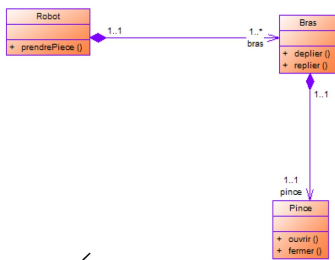 Robot
+ prendrePiece ()
1..1
1..*
bras
Bras
+ deplier ()
+ replier ()
1..1
1..1
pince
Pince
+ ouvrir ()
+ fermer ()